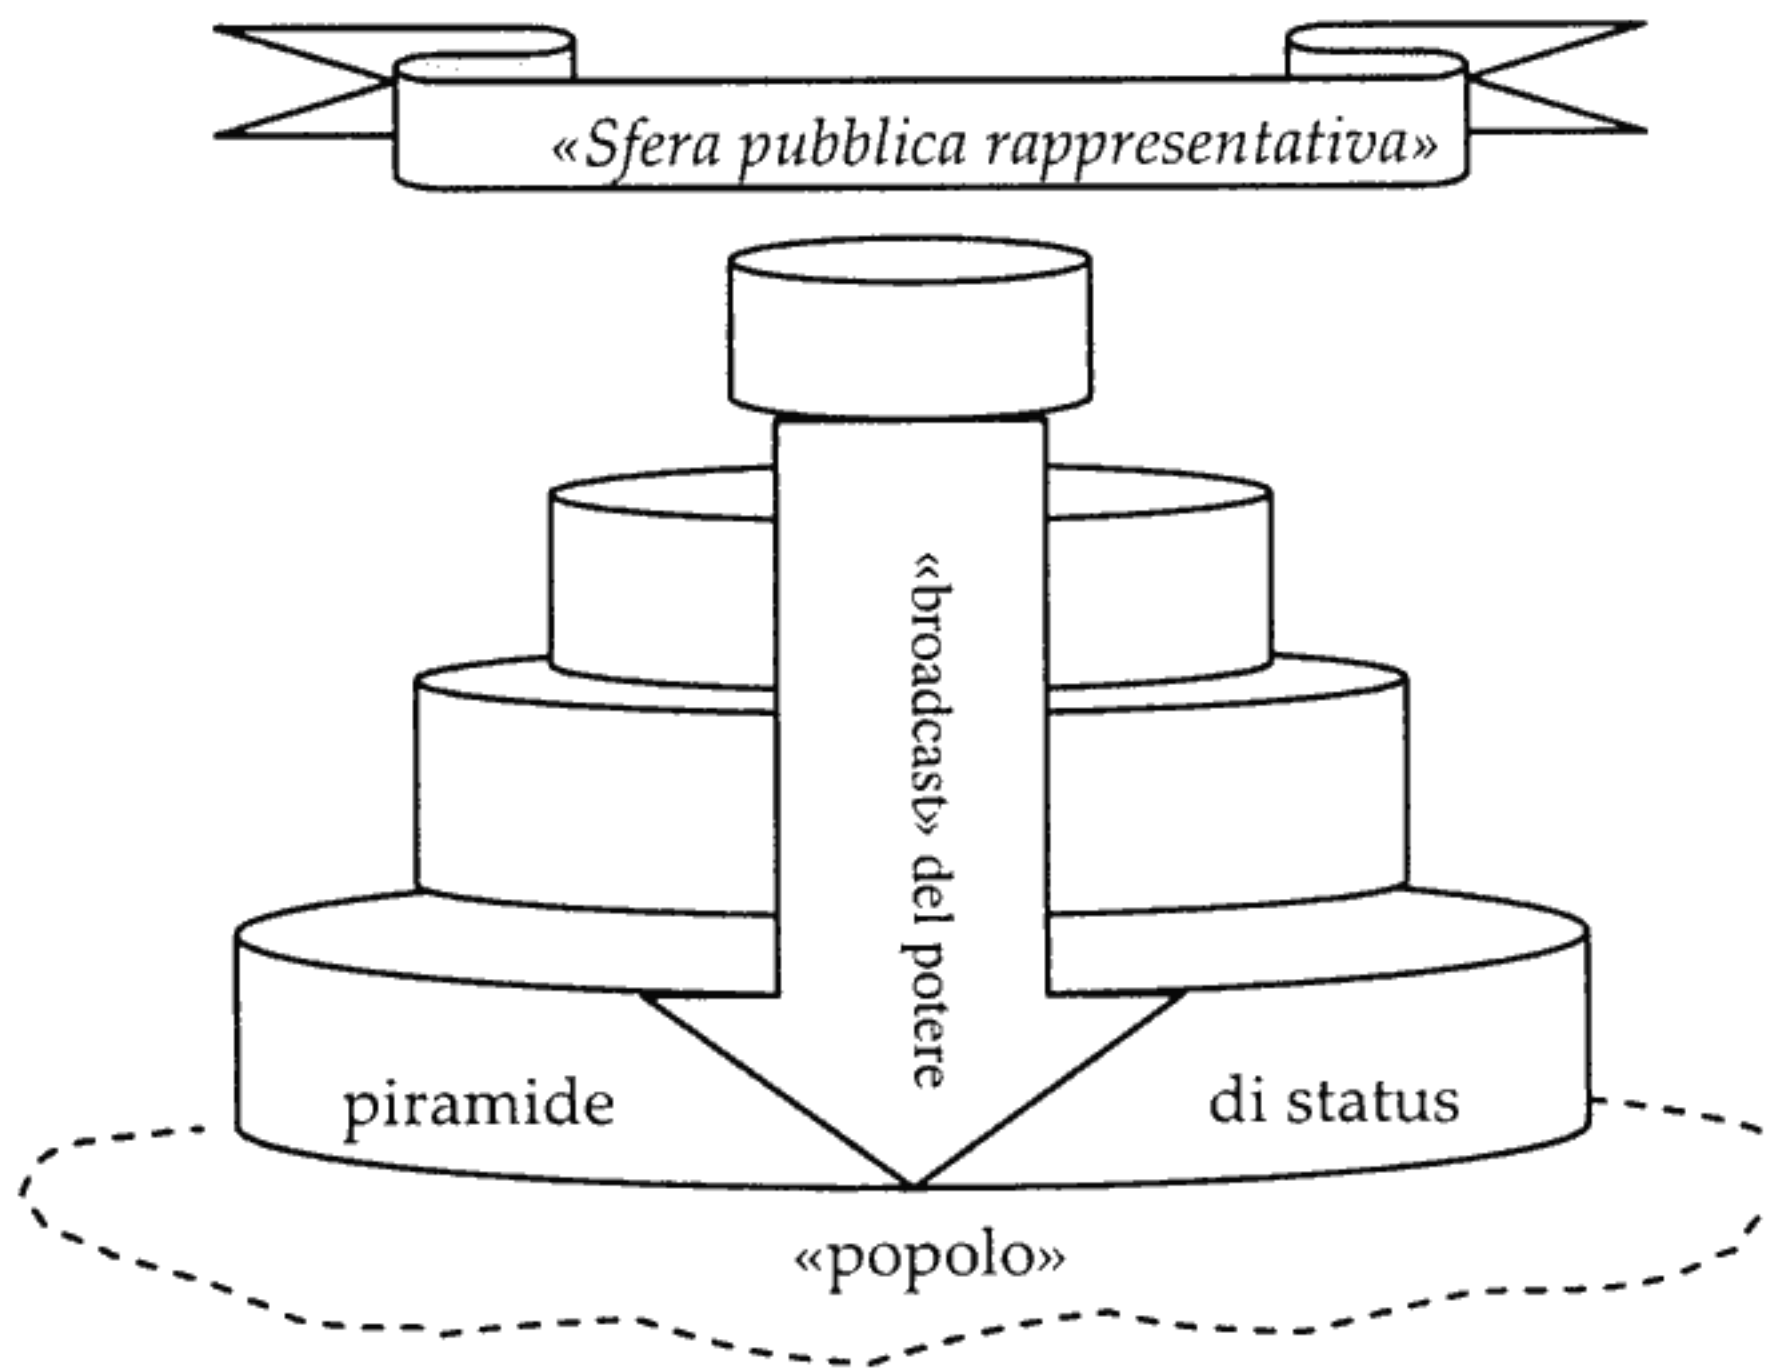 «Sfera pubblica rappresentativa»
«broadcast» del potere
piramide
di status
«popolo»